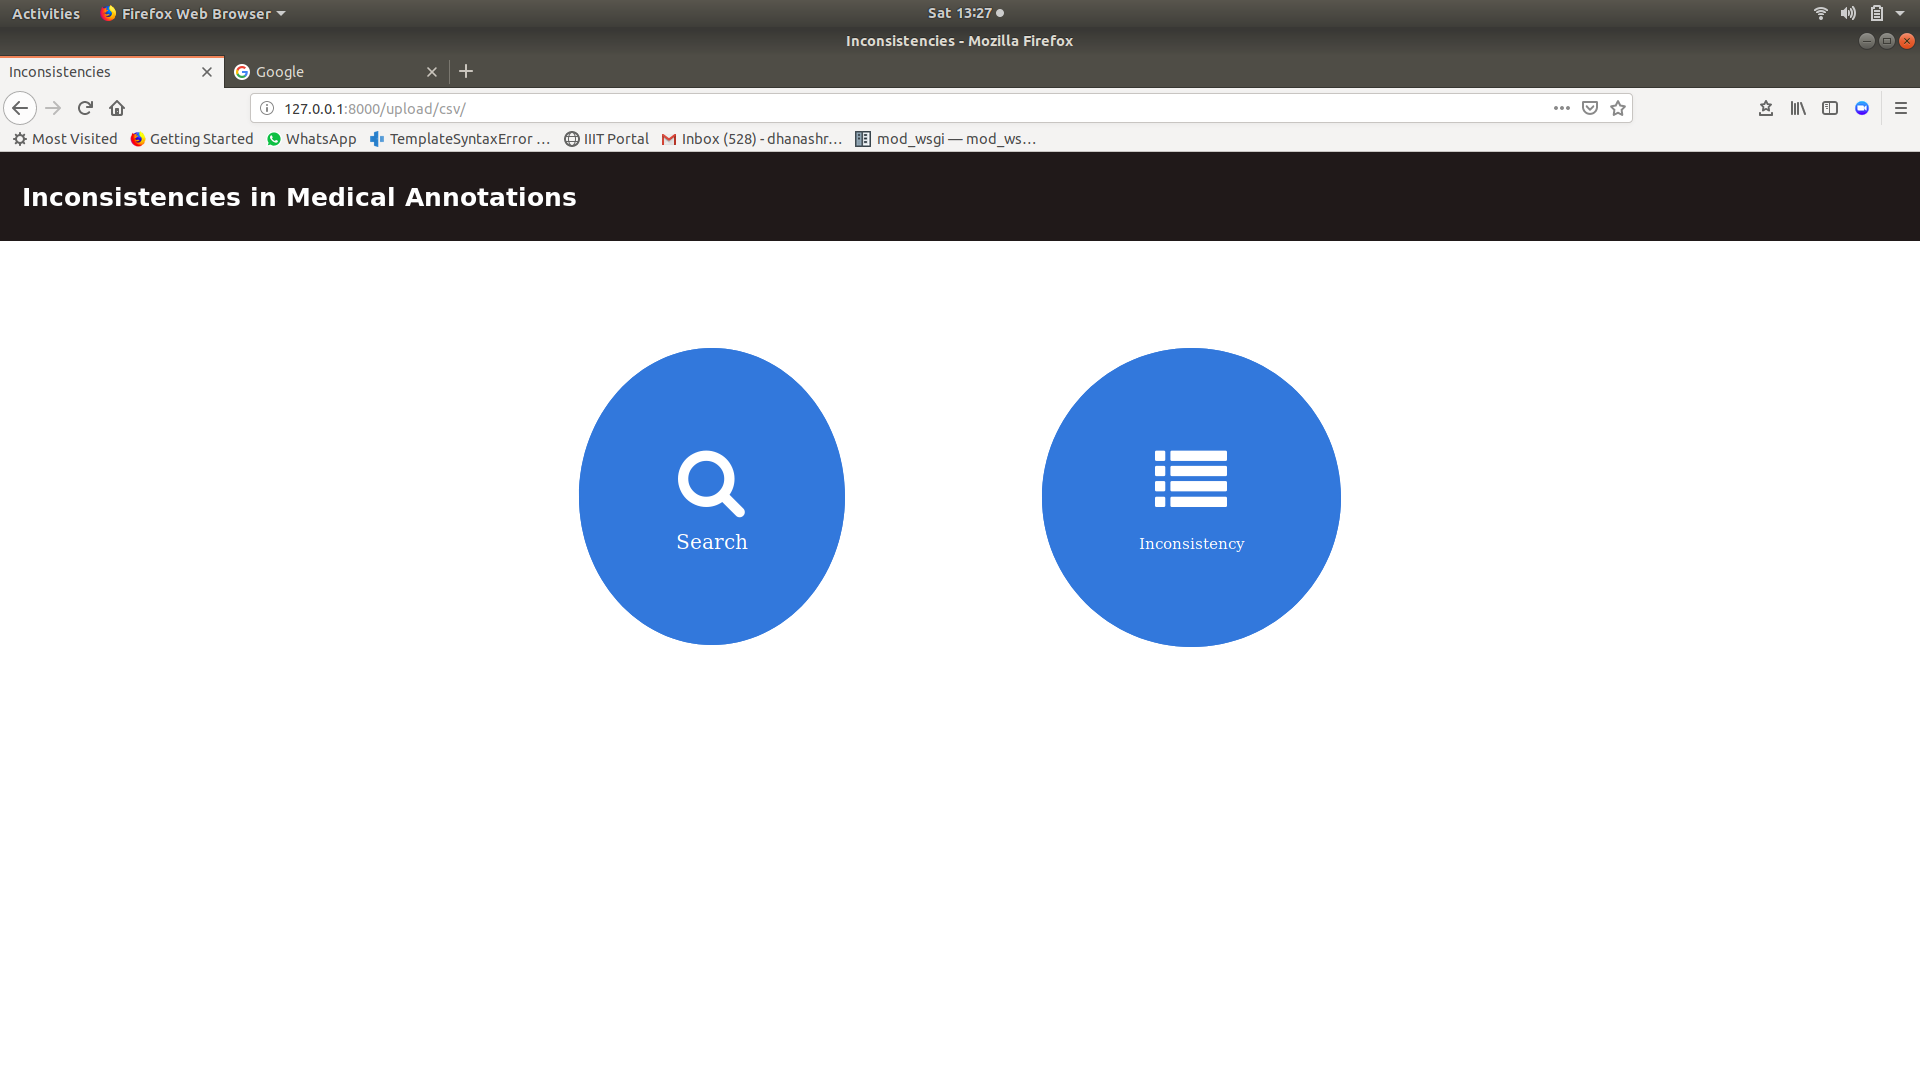 Activities Firefox Web Browser Sat 13:27
Inconsistencies - Mozilla Firefox
Inconsistencies Google
127.0.0.1:8000/upload/csv/
Most Visited Getting Started WhatsApp TemplateSyntaxError ... IIIT Portal Inbox (528) - dhanashr... mod_wsgi — mod_ws...
Inconsistencies in Medical Annotations
Search
Inconsistency